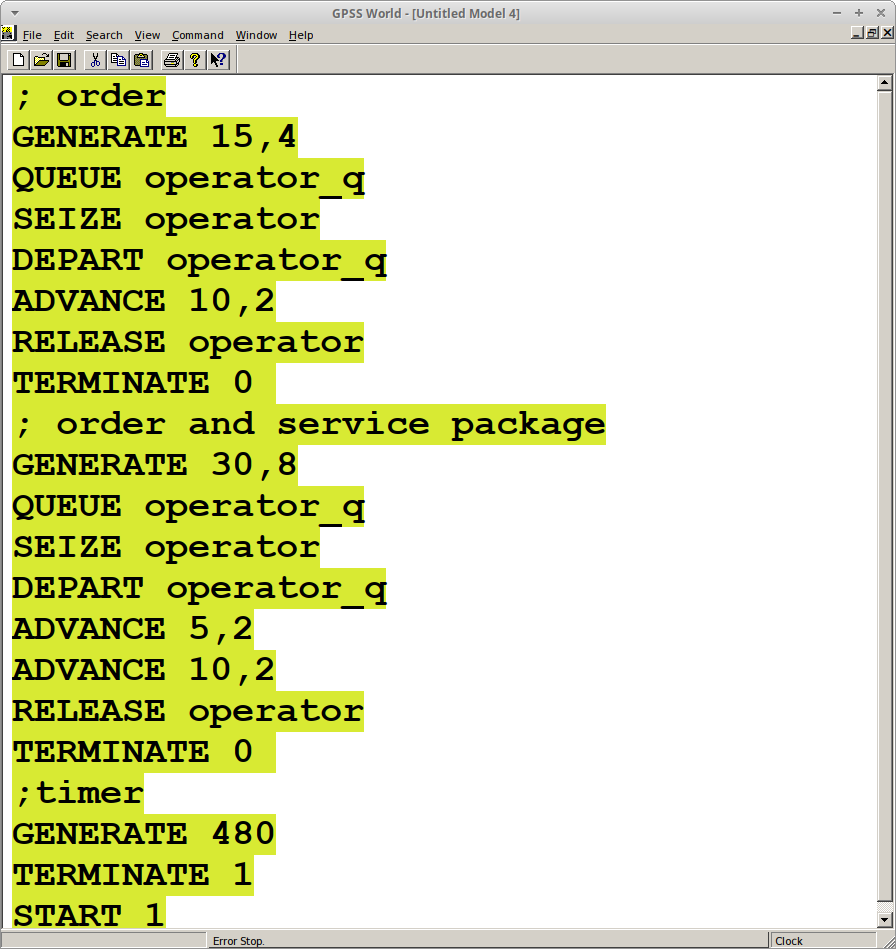 GPSS World - [Untitled Model 4]
File Edit Search View Command Window Help
; order
GENERATE 15,4
QUEUE operator_q
SEIZE operator
DEPART operator_q
ADVANCE 10,2
RELEASE operator
TERMINATE 0
; order and service package
GENERATE 30,8
QUEUE operator_q
SEIZE operator
DEPART operator_q
ADVANCE 5,2
ADVANCE 10,2
RELEASE operator
TERMINATE 0
;timer
GENERATE 480
TERMINATE 1
START 1
Error Stop. Clock